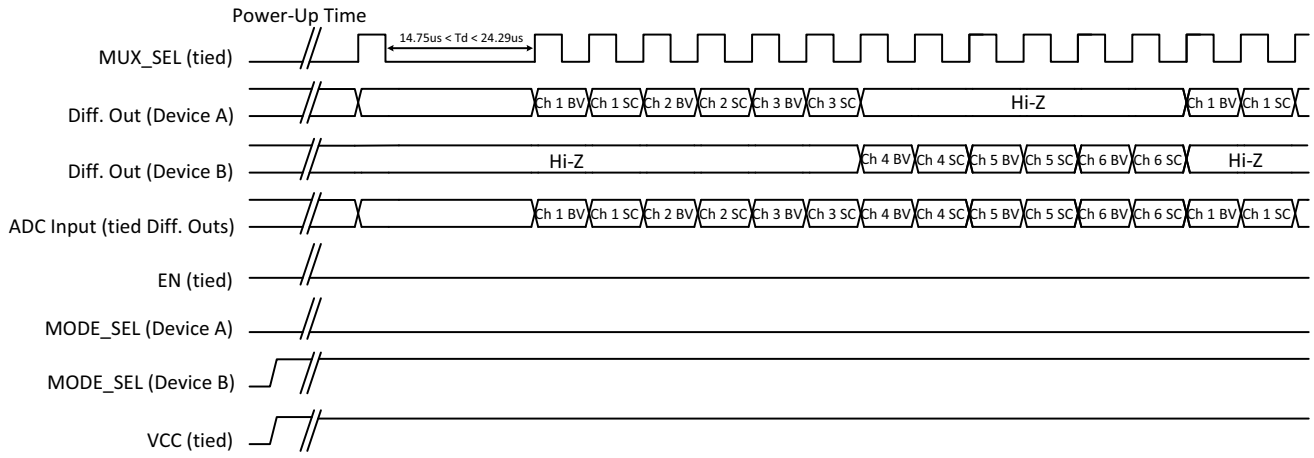 Power-Up Time
MUX_SEL (tied) 14.75us < Td < 24.29us
Diff. Out (Device A) Ch 1 BV Ch 1 SC Ch 2 BV Ch 2 SC Ch 3 BV Ch 3 SC Hi-Z Ch 1 BV Ch 1 SC
Diff. Out (Device B) Hi-Z Ch 4 BV Ch 4 SC Ch 5 BV Ch 5 SC Ch 6 BV Ch 6 SC Hi-Z
ADC Input (tied Diff. Outs) Ch 1 BV Ch 1 SC Ch 2 BV Ch 2 SC Ch 3 BV Ch 3 SC Ch 4 BV Ch 4 SC Ch 5 BV Ch 5 SC Ch 6 BV Ch 6 SC Ch 1 BV Ch 1 SC
EN (tied)
MODE_SEL (Device A)
MODE_SEL (Device B)
VCC (tied)